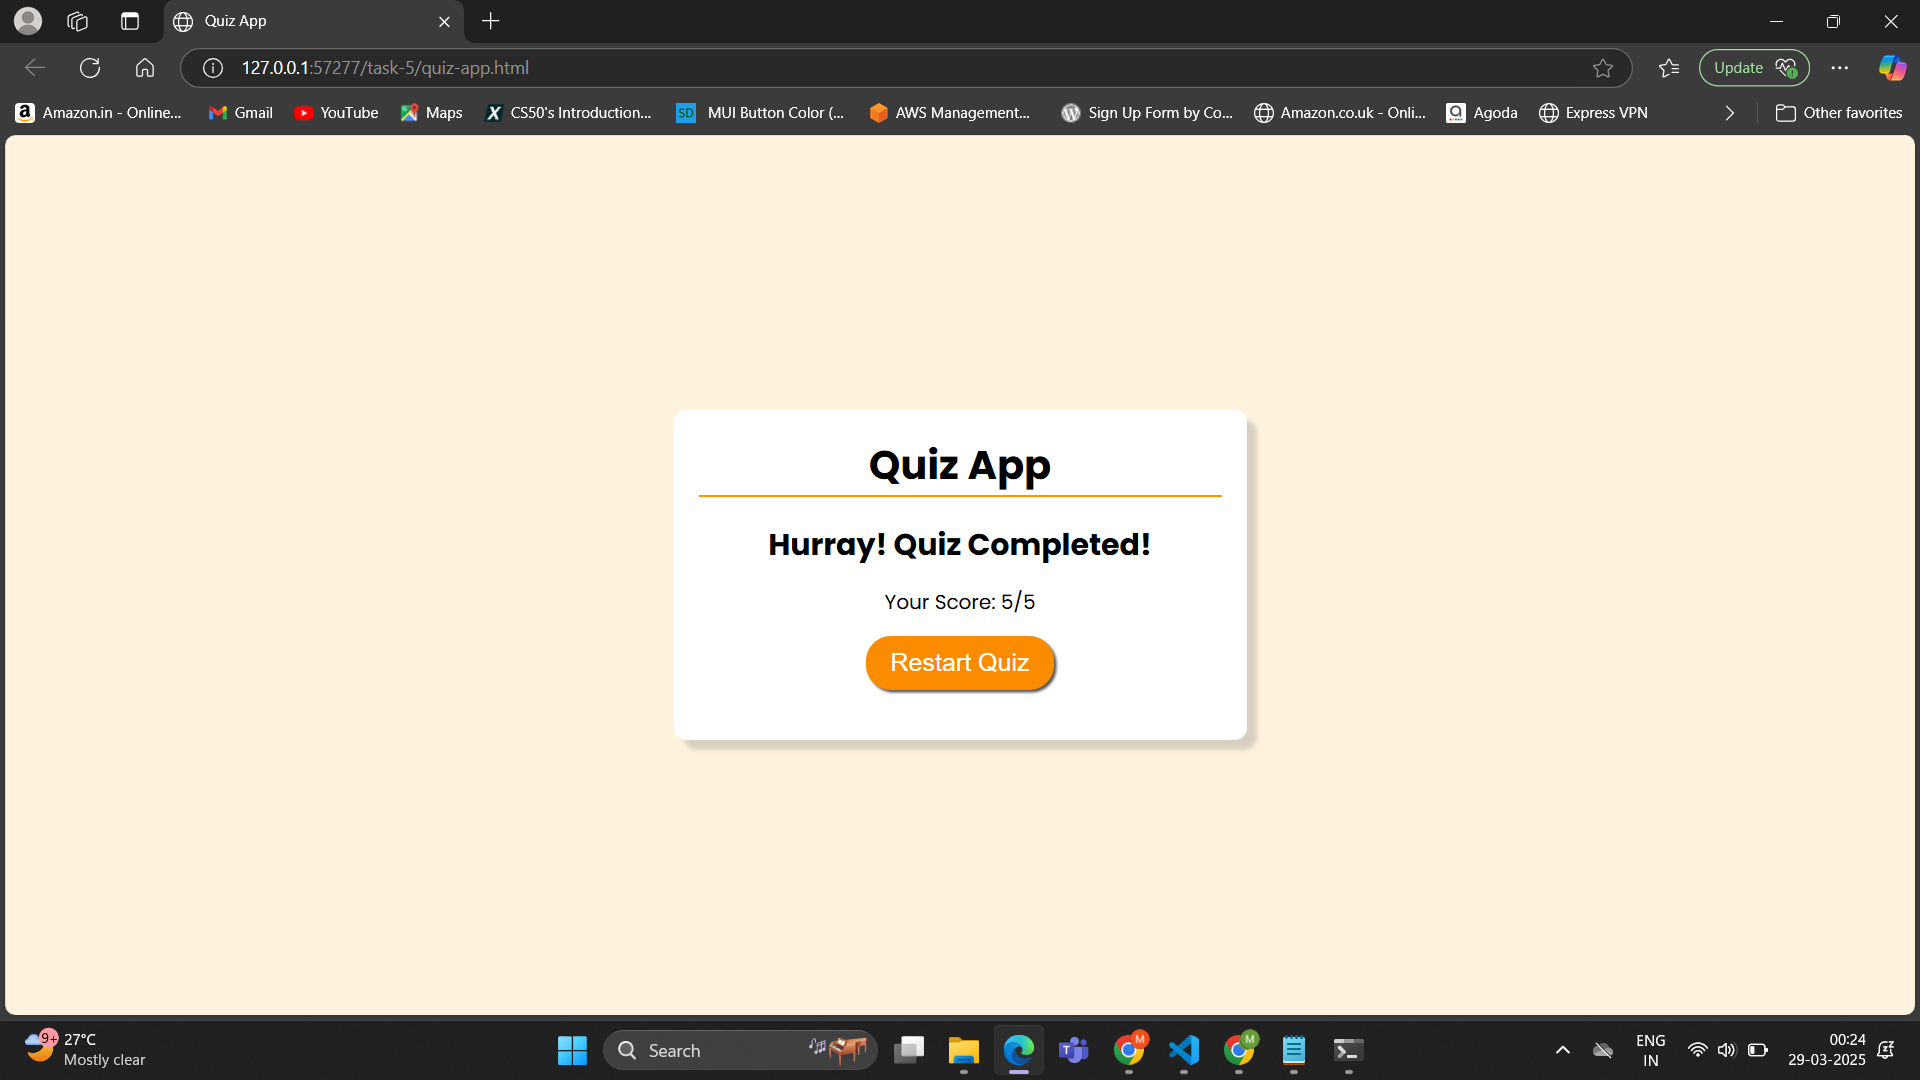 Quiz App
127.0.0.1:57277/task-5/quiz-app.html
Update
Amazon.in - Online...
Gmail
YouTube
Maps
CS50's Introduction...
SD
MUI Button Color (...
AWS Management...
Sign Up Form by Co...
Amazon.co.uk - Onli...
Agoda
Express VPN
Other favorites
Quiz App
Hurray! Quiz Completed!
Your Score: 5/5
Restart Quiz
9+
27°C
Mostly clear
Search
M
M
ENG
IN
00:24
29-03-2025